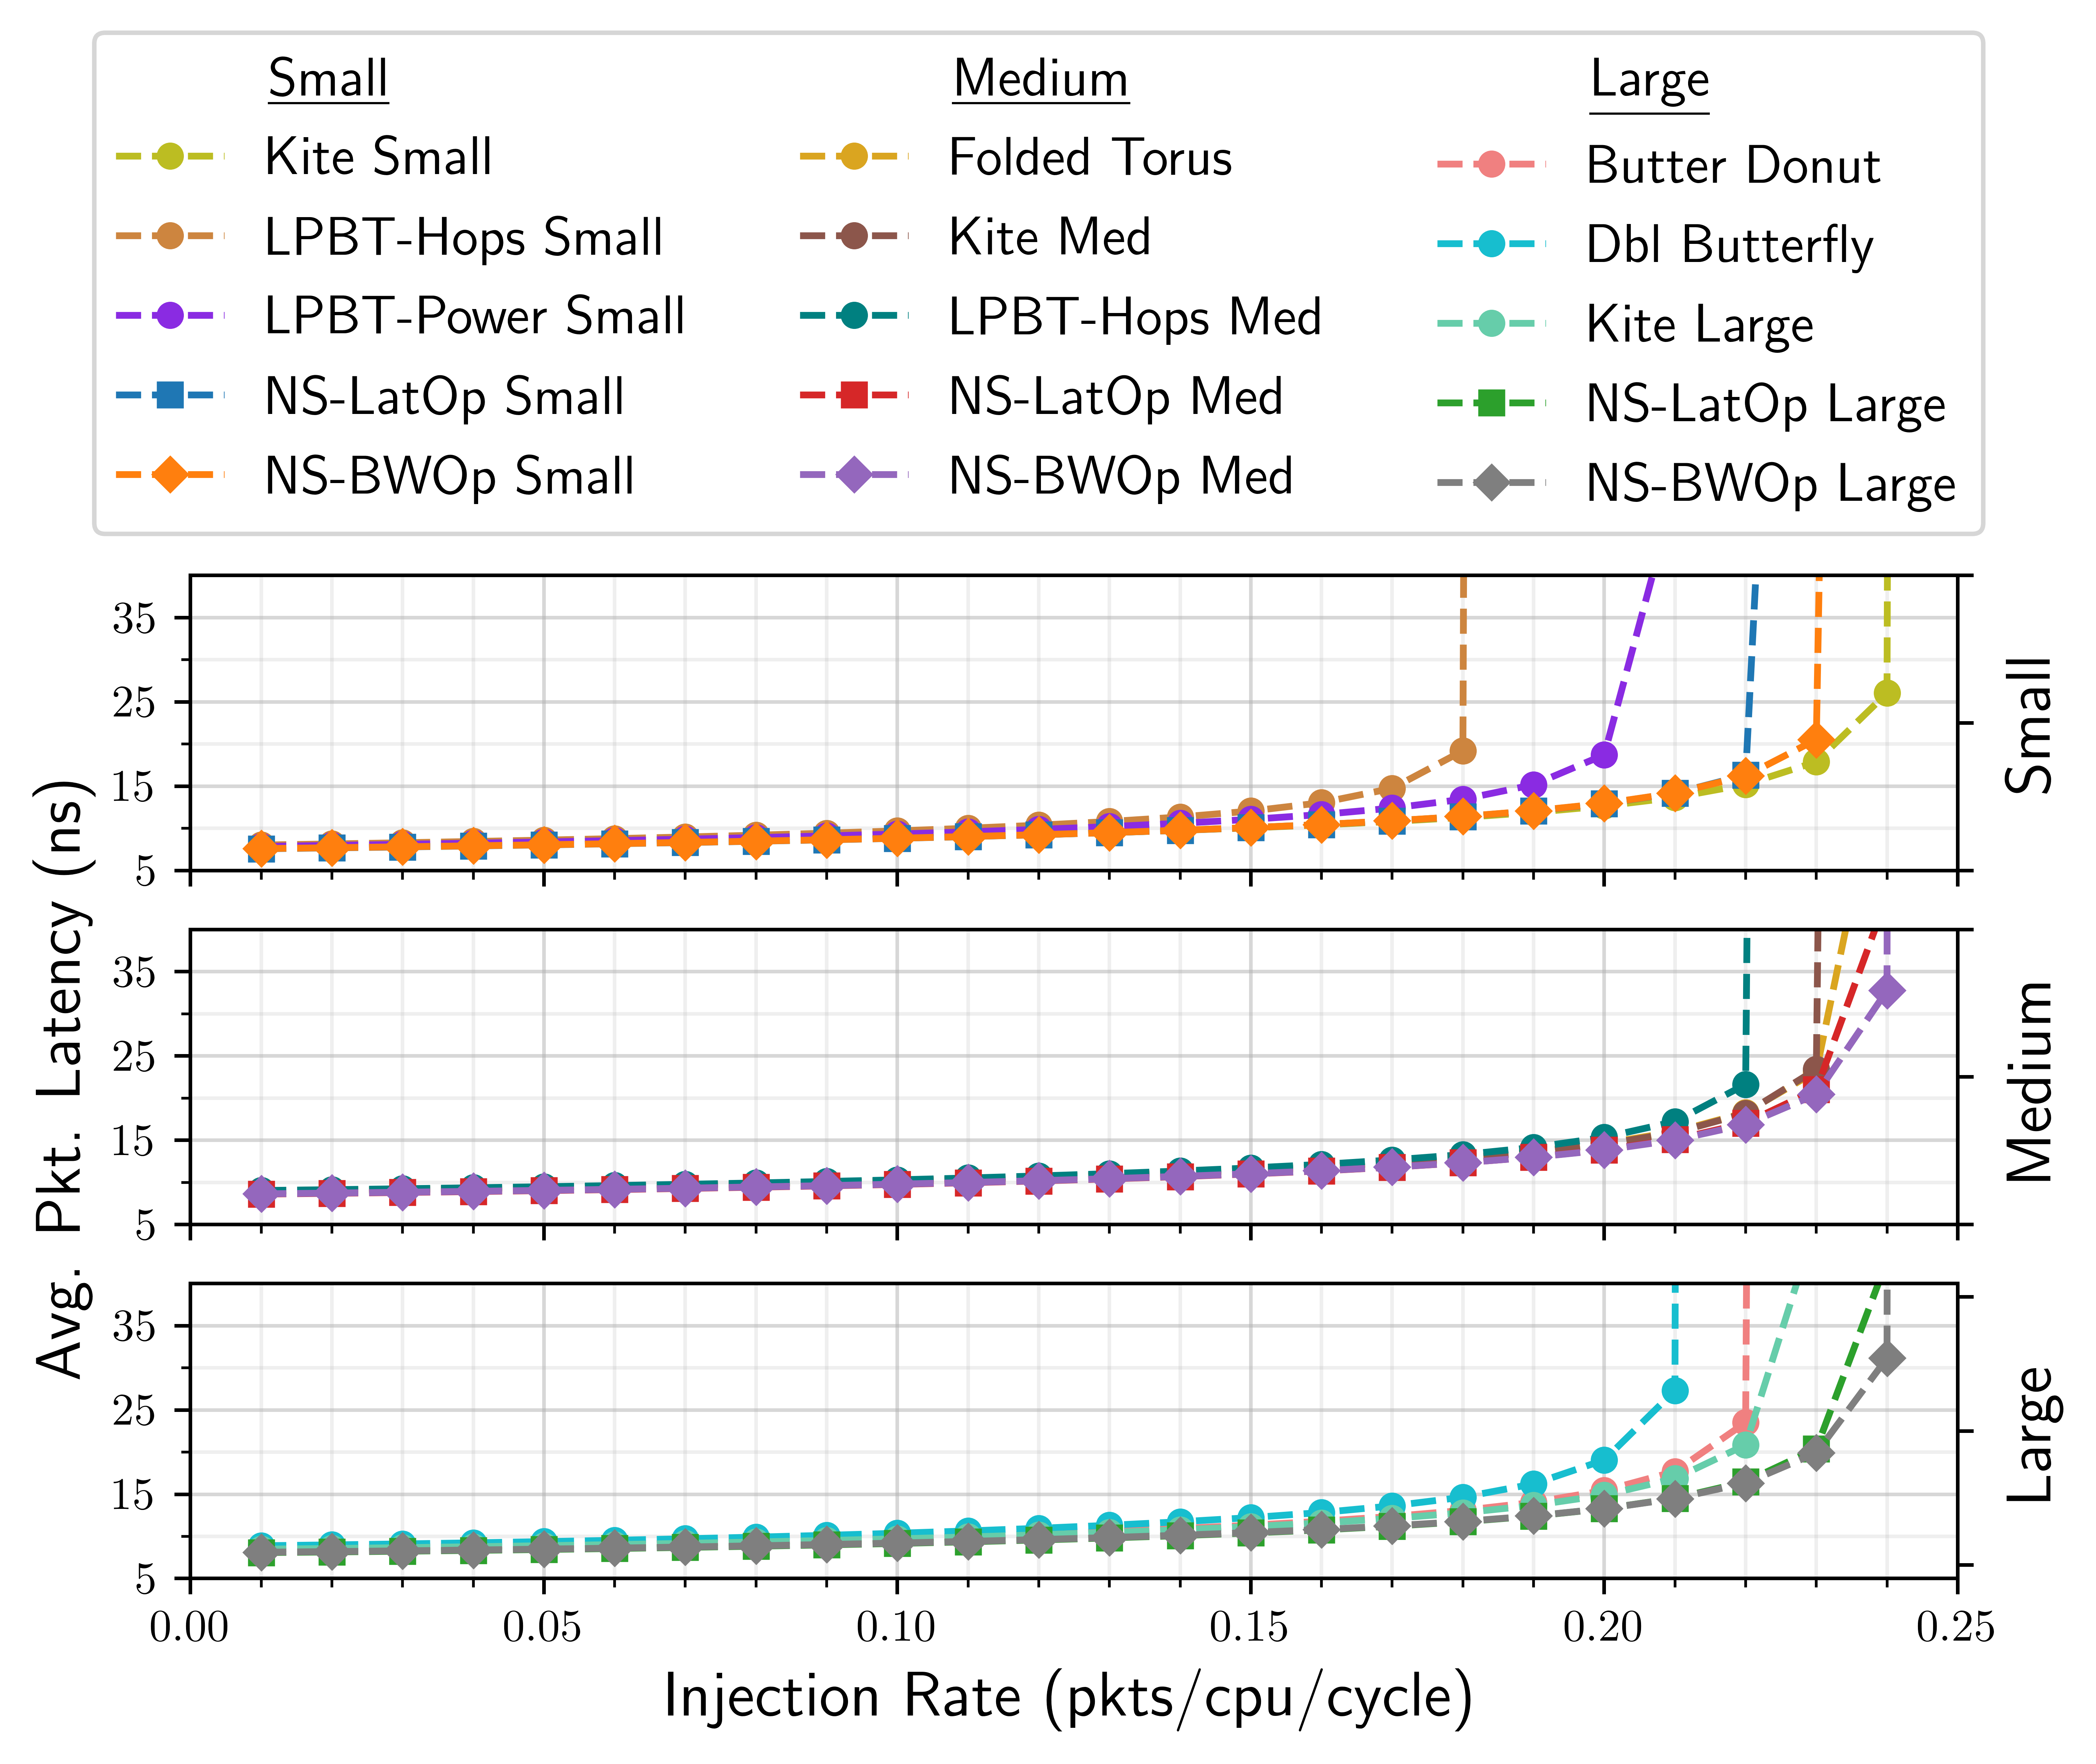 Small
Kite Small
LPBT-Hops Small
LPBT-Power Small
NS-LatOp Small
NS-BWOp Small
Medium
Folded Torus
Kite Med
LPBT-Hops Med
NS-LatOp Med
NS-BWOp Med
Large
Butter Donut
Dbl Butterfly
Kite Large
NS-LatOp Large
NS-BWOp Large
Avg. Pkt. Latency (ns)
35
25
15
5
Small
35
25
15
5
Medium
35
25
15
5
Large
0.00 0.05 0.10 0.15 0.20 0.25
Injection Rate (pkts/cpu/cycle)